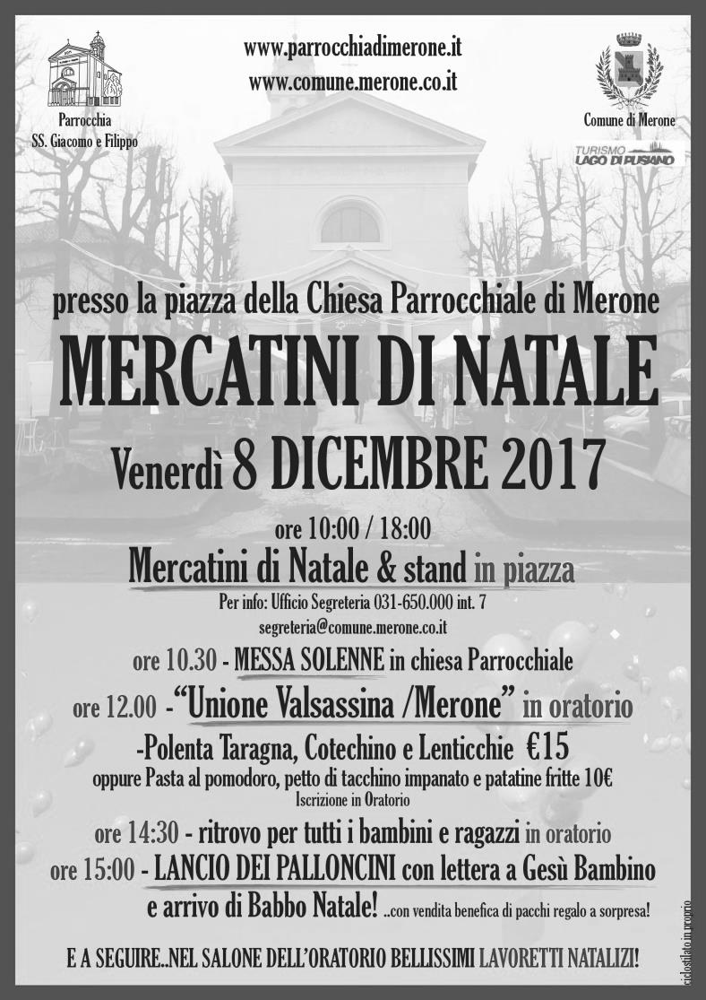 www.parrocchiadimerone.it
www.comune.merone.co.it
Parrocchia
SS. Giacomo e Filippo
Comune di Merone
TURISMO
LAGO DI PUSIANO
presso la piazza della Chiesa Parrocchiale di Merone
MERCATINI DI NATALE
Venerdì 8 DICEMBRE 2017
ore 10:00 / 18:00
Mercatini di Natale & stand in piazza
Per info: Ufficio Segreteria 031-650.000 int. 7
segreteria@comune.merone.co.it
ore 10.30 - MESSA SOLENNE in chiesa Parrocchiale
ore 12.00 -“Unione Valsassina /Merone” in oratorio
-Polenta Taragna, Cotechino e Lenticchie €15
oppure Pasta al pomodoro, petto di tacchino impanato e patatine fritte 10€
Iscrizione in Oratorio
ore 14:30 - ritrovo per tutti i bambini e ragazzi in oratorio
ore 15:00 - LANCIO DEI PALLONCINI con lettera a Gesù Bambino
e arrivo di Babbo Natale! ..con vendita benefica di pacchi regalo a sorpresa!
E A SEGUIRE..NEL SALONE DELL’ORATORIO BELLISSIMI LAVORETTI NATALIZI!
ciclostilato in proprio